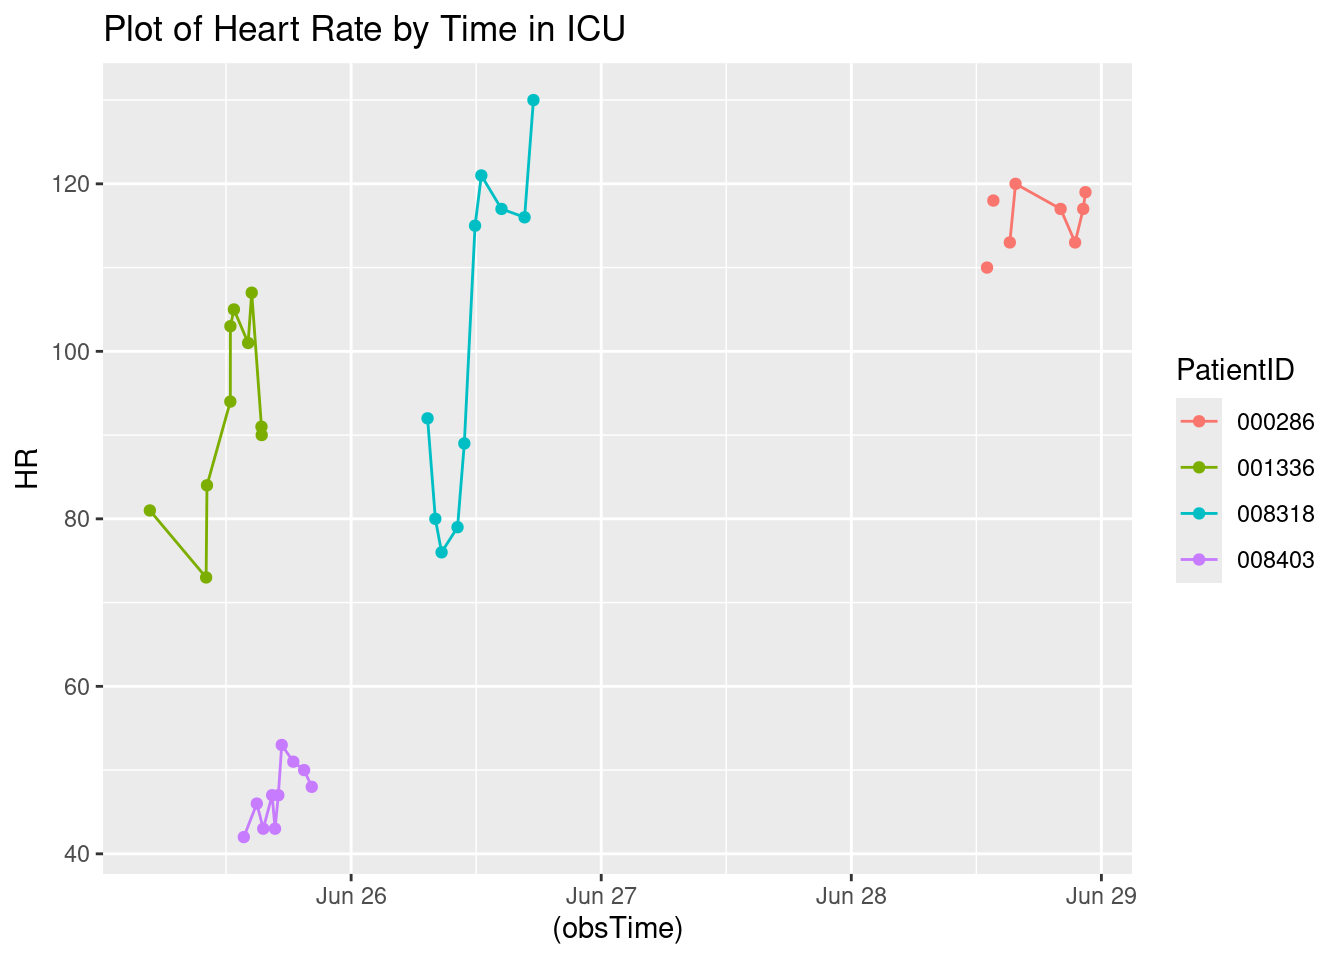 Plot of Heart Rate by Time in ICU
HR
120
100
80
60
40
Jun 26
Jun 27
Jun 28
Jun 29
(obsTime)
PatientID
000286
001336
008318
008403